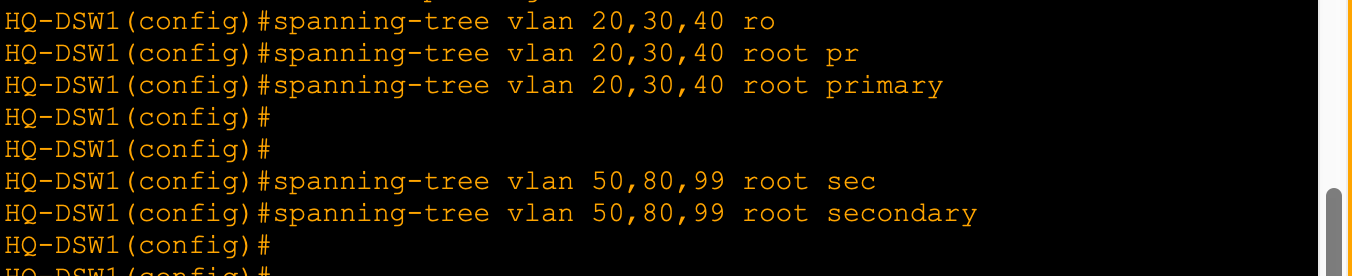 HQ-DSW1(config)#spanning-tree vlan 20,30,40 ro
HQ-DSW1(config)#spanning-tree vlan 20,30,40 root pr
HQ-DSW1(config)#spanning-tree vlan 20,30,40 root primary
HQ-DSW1(config)#
HQ-DSW1(config)#
HQ-DSW1(config)#spanning-tree vlan 50,80,99 root sec
HQ-DSW1(config)#spanning-tree vlan 50,80,99 root secondary
HQ-DSW1(config)#
HQ-DSW1(config)#